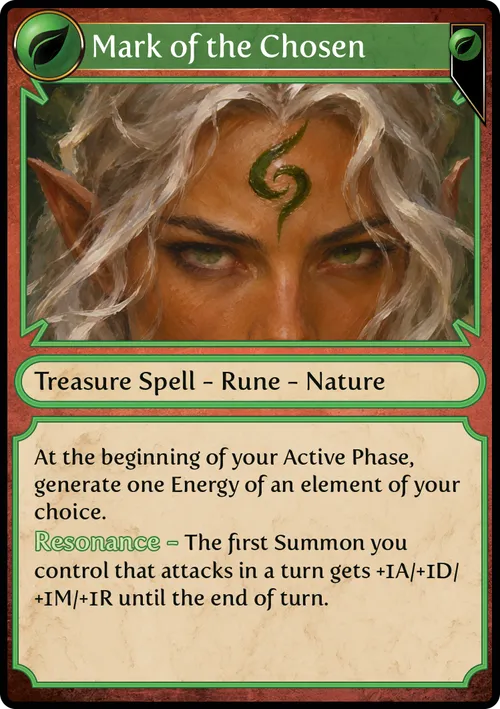 Mark of the Chosen
Treasure Spell - Rune - Nature
At the beginning of your Active Phase,
generate one Energy of an element of your
choice.
Resonance - The first Summon you
control that attacks in a turn gets +1A/+1D/
+1M/+1R until the end of turn.